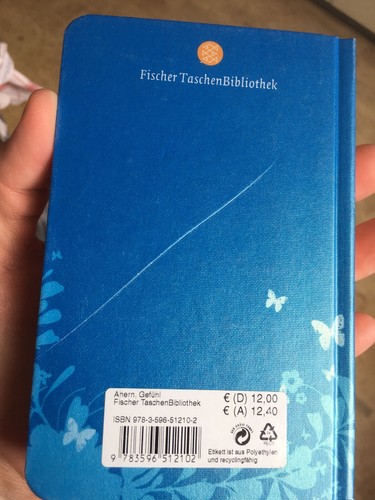 Fischer TaschenBibliothek
Ahern, Gefühl
Fischer TaschenBibliothek
€ (D) 12,00
€ (A) 12,40
ISBN 978-3-596-51210-2
9 783596 512102
Etikett ist aus Polyethylen
und recyclingfähig